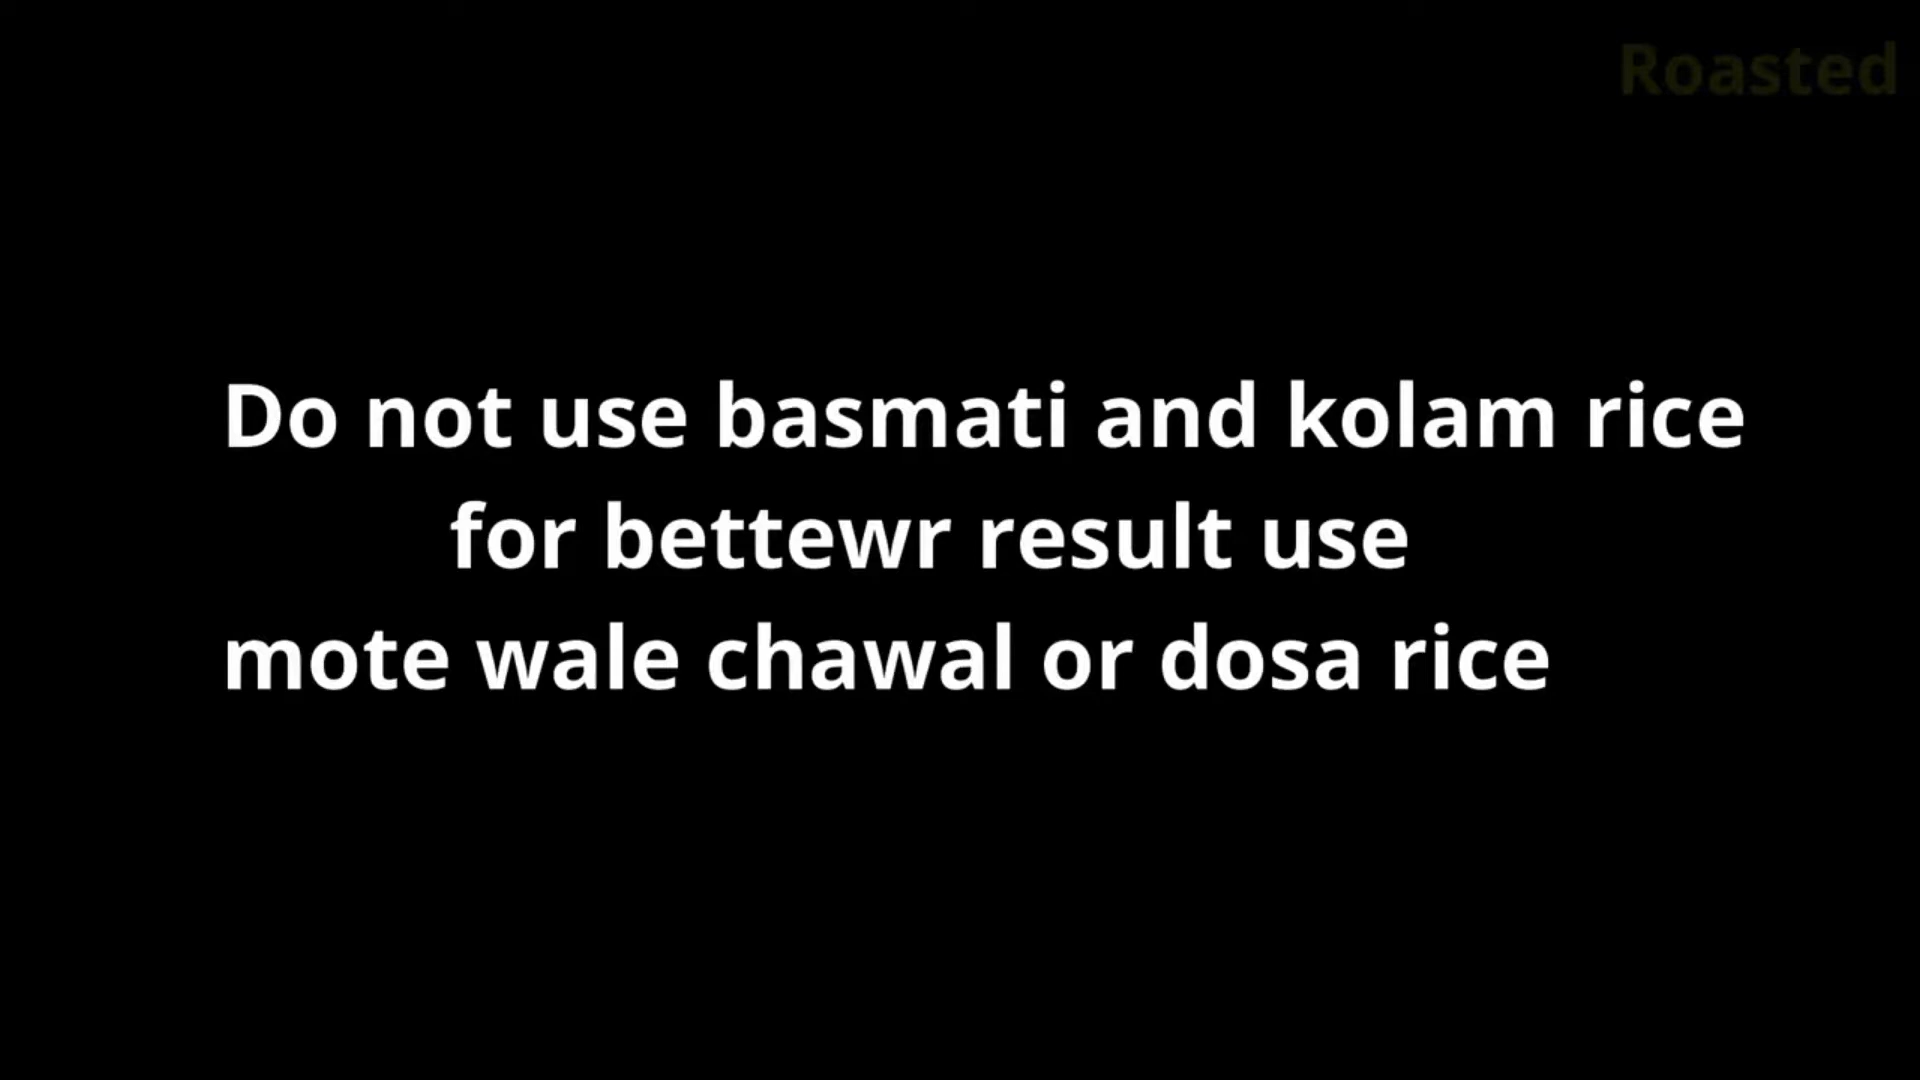 Roasted
Do not use basmati and kolam rice
for bettewr result use
mote wale chawal or dosa rice